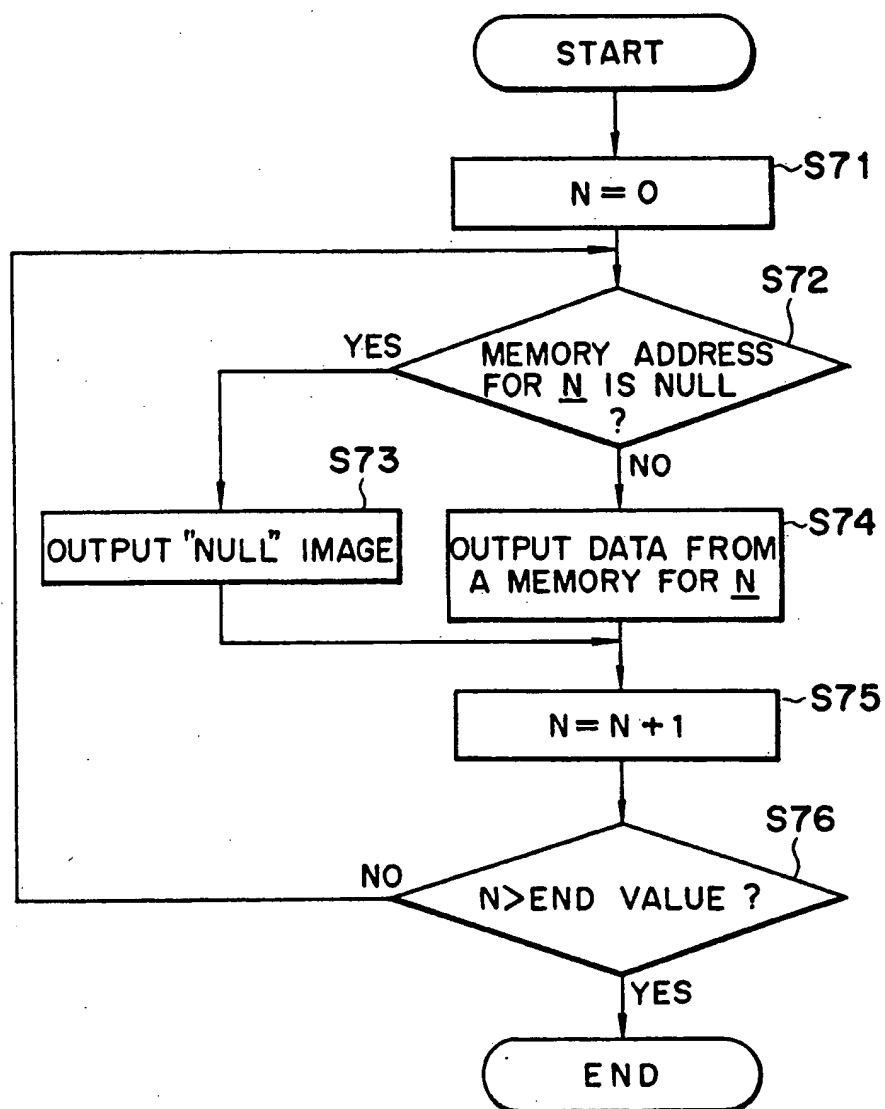 START
S71
N = 0
S72
YES
MEMORY ADDRESS
FOR N IS NULL
?
NO
S73
OUTPUT "NULL" IMAGE
S74
OUTPUT DATA FROM
A MEMORY FOR N
S75
N = N + 1
S76
NO
N>END VALUE ?
YES
END